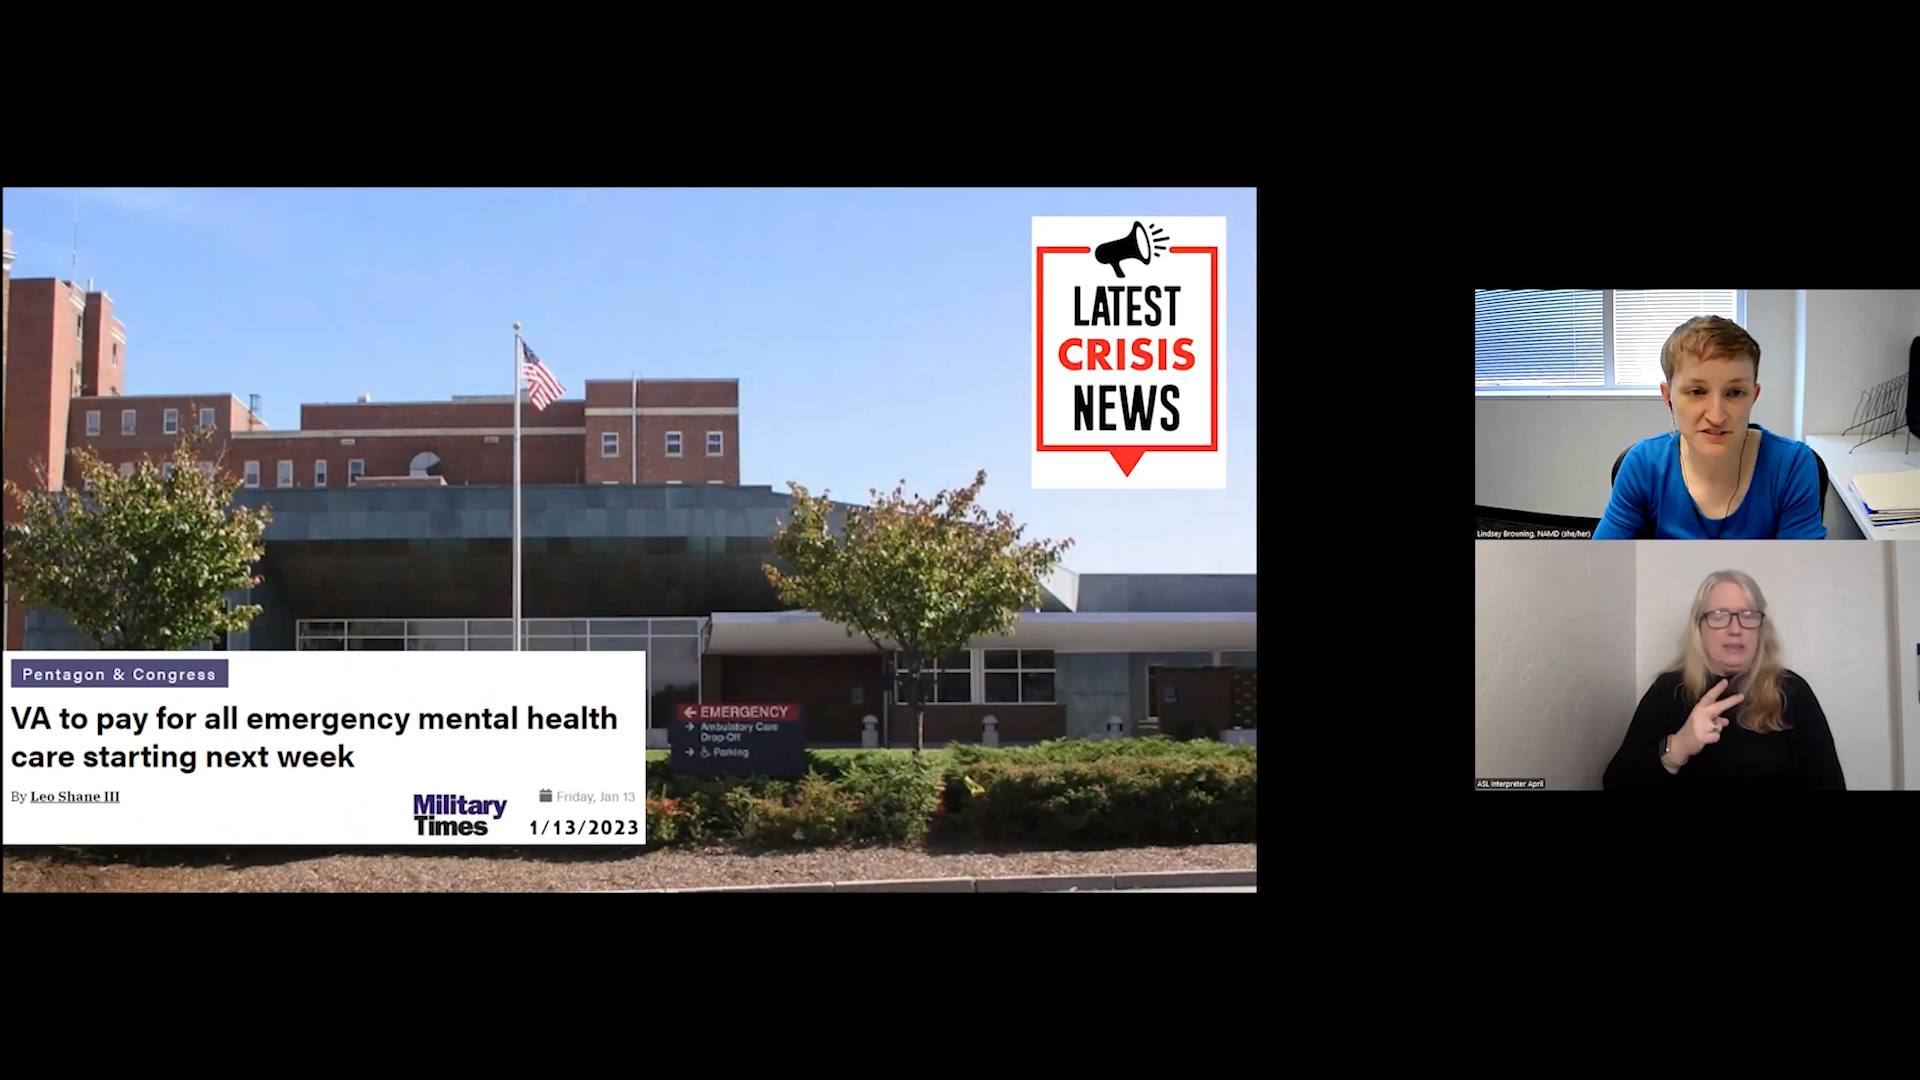 LATEST
CRISIS
NEWS
Pentagon & Congress
VA to pay for all emergency mental health
care starting next week
By Leo Shane III
Military
Times
Friday, Jan 13
1/13/2023
← EMERGENCY
→ Ambulatory Care
Drop-Off
→ ♿ Parking
Lindsey Browning, NAMD (she/her)
ASL Interpreter April